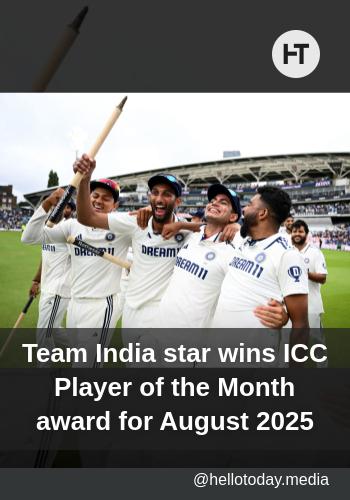 HT
DREAM11
DREAM11
DREAM11
DREAM11
Team India star wins ICC
Player of the Month
award for August 2025
@hellotoday.media